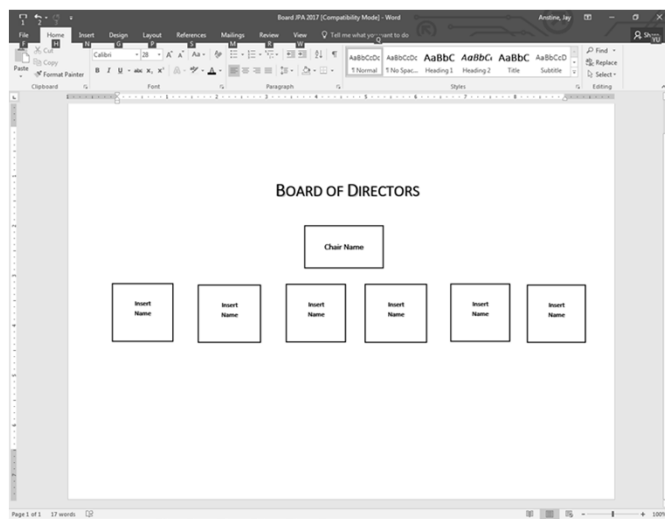 Board JPA 2017 [Compatibility Mode] - Word
Anstine, Jay
File Home Insert Design Layout References Mailings Review View Tell me what you want to do
Cut
Copy
Format Painter
Paste
Calibri 28
AaBbCcDc AaBbCcDc AaBbC AaBbC AaBbC AaBbCcD
¶ Normal ¶ No Spac... Heading 1 Heading 2 Title Subtitle
Find
Replace
Select
Clipboard Font Paragraph Styles Editing
BOARD OF DIRECTORS
Chair Name
Insert Insert Insert Insert Insert Insert
Name Name Name Name Name Name
Page 1 of 1 17 words
100%